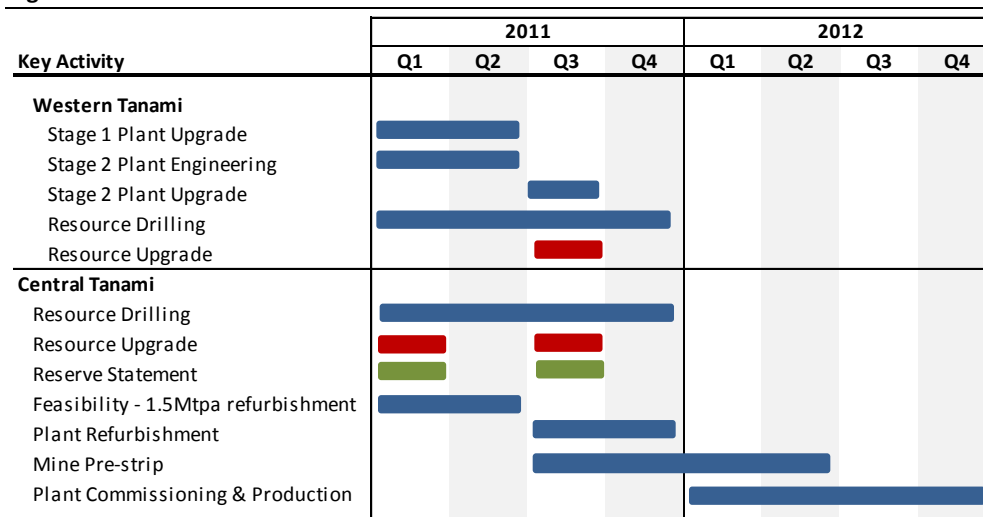 2011 2012
Key Activity Q1 Q2 Q3 Q4 Q1 Q2 Q3 Q4
Western Tanami
Stage 1 Plant Upgrade
Stage 2 Plant Engineering
Stage 2 Plant Upgrade
Resource Drilling
Resource Upgrade
Central Tanami
Resource Drilling
Resource Upgrade
Reserve Statement
Feasibility - 1.5Mtpa refurbishment
Plant Refurbishment
Mine Pre-strip
Plant Commissioning & Production